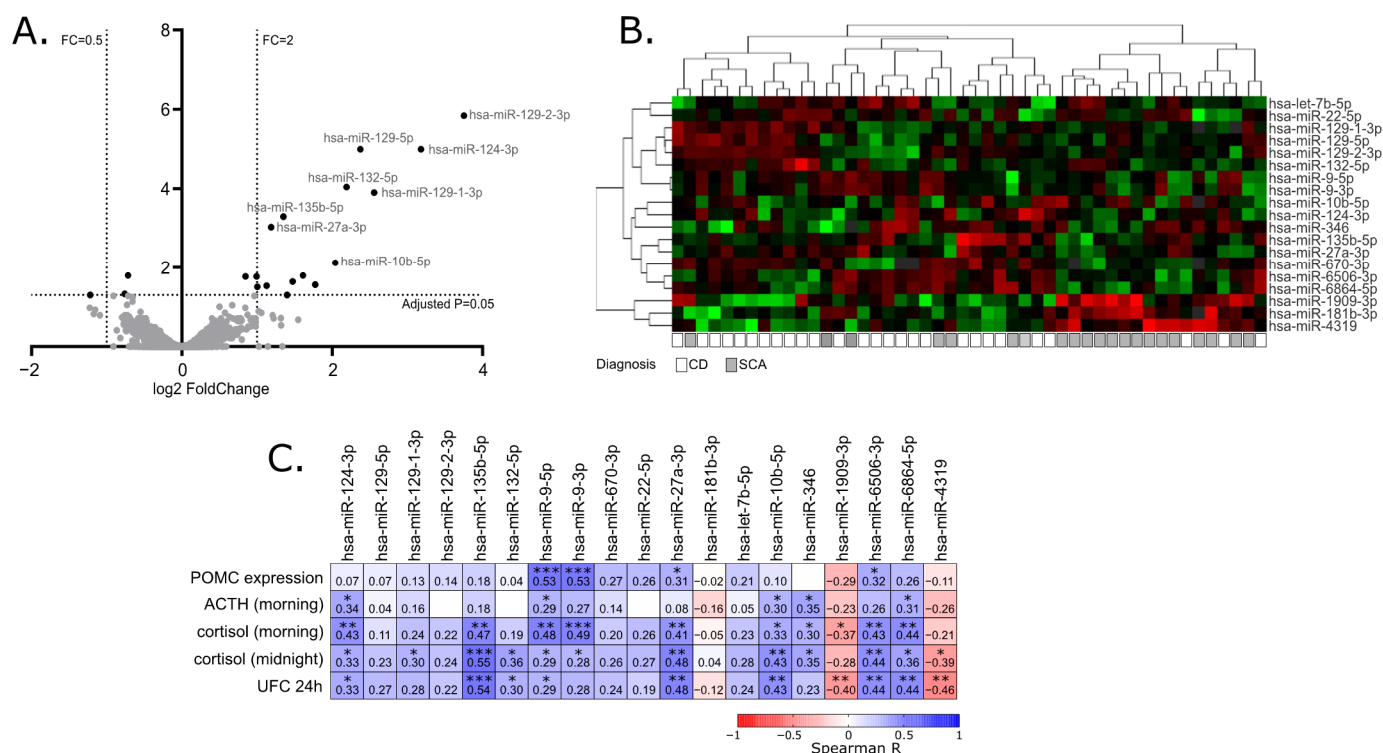 A.
8
FC=0.5
FC=2
6
hsa-miR-129-2-3p
hsa-miR-129-5p
hsa-miR-124-3p
4
hsa-miR-132-5p
hsa-miR-129-1-3p
hsa-miR-135b-5p
hsa-miR-27a-3p
hsa-miR-10b-5p
2
Adjusted P=0.05
−2 0 2 4
log2 FoldChange
B.
hsa-let-7b-5p
hsa-miR-22-5p
hsa-miR-129-1-3p
hsa-miR-129-5p
hsa-miR-129-2-3p
hsa-miR-132-5p
hsa-miR-9-5p
hsa-miR-9-3p
hsa-miR-10b-5p
hsa-miR-124-3p
hsa-miR-346
hsa-miR-135b-5p
hsa-miR-27a-3p
hsa-miR-670-3p
hsa-miR-6506-3p
hsa-miR-6864-5p
hsa-miR-1909-3p
hsa-miR-181b-3p
hsa-miR-4319
Diagnosis CD SCA
C.
hsa-miR-124-3p
hsa-miR-129-5p
hsa-miR-129-1-3p
hsa-miR-129-2-3p
hsa-miR-135b-5p
hsa-miR-132-5p
hsa-miR-9-5p
hsa-miR-9-3p
hsa-miR-670-3p
hsa-miR-22-5p
hsa-miR-27a-3p
hsa-miR-181b-3p
hsa-let-7b-5p
hsa-miR-10b-5p
hsa-miR-346
hsa-miR-1909-3p
hsa-miR-6506-3p
hsa-miR-6864-5p
hsa-miR-4319
POMC expression 0.07 0.07 0.13 0.14 0.18 0.04 ***0.53 ***0.53 0.27 0.26 *0.31 −0.02 0.21 0.10 −0.29 *0.32 0.26 −0.11
ACTH (morning) *0.34 0.04 0.16 0.18 *0.29 0.27 0.14 0.08 −0.16 0.05 *0.30 *0.35 −0.23 0.26 *0.31 −0.26
cortisol (morning) **0.43 0.11 0.24 0.22 **0.47 0.19 **0.48 ***0.49 0.20 0.26 **0.41 −0.05 0.23 *0.33 *0.30 *−0.37 **0.43 **0.44 −0.21
cortisol (midnight) *0.33 0.23 *0.30 0.24 ***0.55 *0.36 *0.29 *0.28 0.26 0.27 **0.48 0.04 0.28 **0.43 *0.35 −0.28 **0.44 *0.36 *−0.39
UFC 24h *0.33 0.27 0.28 0.22 ***0.54 *0.30 *0.29 0.28 0.24 0.19 **0.48 −0.12 0.24 **0.43 0.23 **−0.40 **0.44 **0.44 **−0.46
−1 −0.5 0 0.5 1
Spearman R